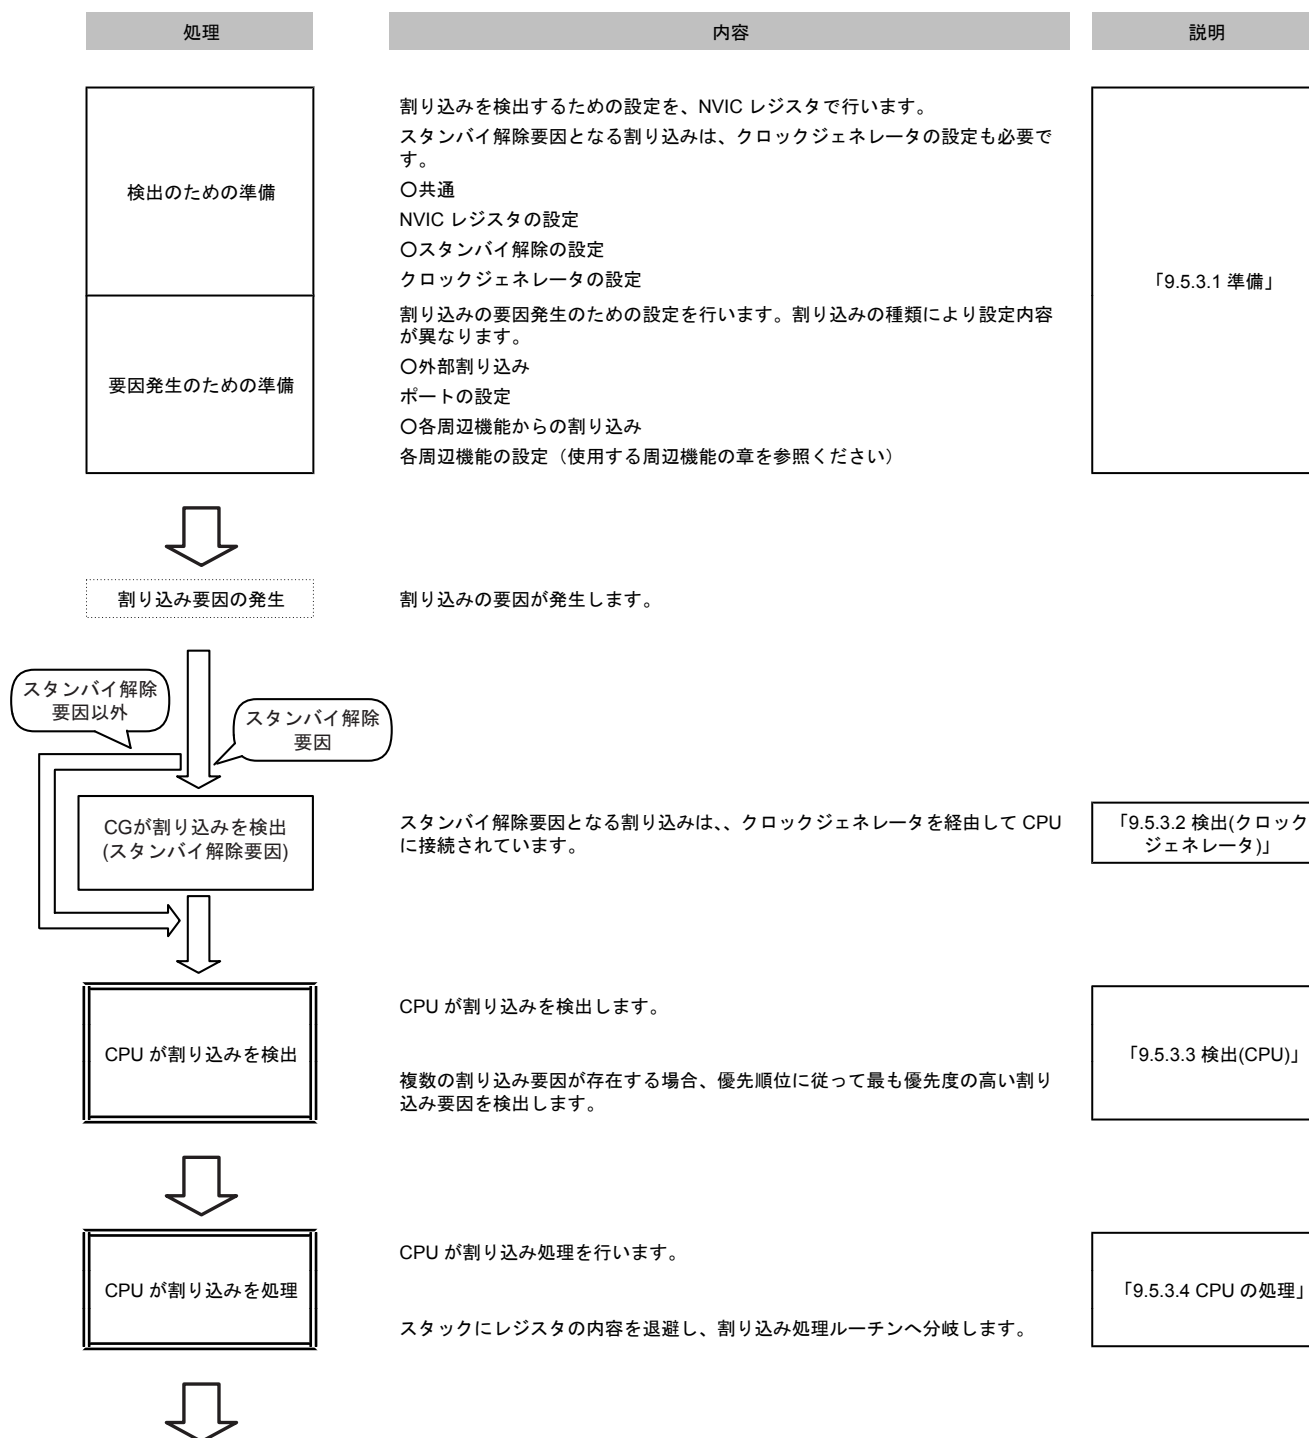 処理
内容
説明
検出のための準備
割り込みを検出するための設定を、NVIC レジスタで行います。
スタンバイ解除要因となる割り込みは、クロックジェネレータの設定も必要で
す。
〇共通
NVIC レジスタの設定
〇スタンバイ解除の設定
クロックジェネレータの設定
「9.5.3.1 準備」
要因発生のための準備
割り込みの要因発生のための設定を行います。割り込みの種類により設定内容
が異なります。
〇外部割り込み
ポートの設定
〇各周辺機能からの割り込み
各周辺機能の設定（使用する周辺機能の章を参照ください）
割り込み要因の発生
割り込みの要因が発生します。
スタンバイ解除
要因以外
スタンバイ解除
要因
CGが割り込みを検出
(スタンバイ解除要因)
スタンバイ解除要因となる割り込みは、、クロックジェネレータを経由して CPU
に接続されています。
「9.5.3.2 検出(クロック
ジェネレータ)」
CPU が割り込みを検出
CPU が割り込みを検出します。
複数の割り込み要因が存在する場合、優先順位に従って最も優先度の高い割り
込み要因を検出します。
「9.5.3.3 検出(CPU)」
CPU が割り込みを処理
CPU が割り込み処理を行います。
スタックにレジスタの内容を退避し、割り込み処理ルーチンへ分岐します。
「9.5.3.4 CPU の処理」